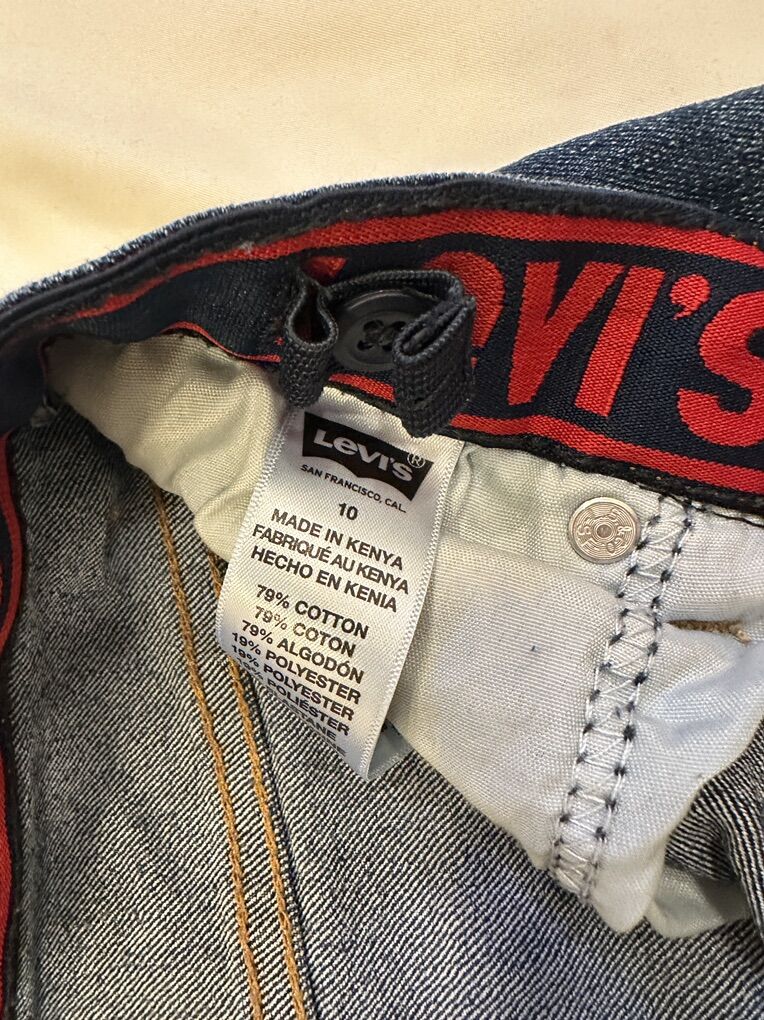 Levi's
Levi's®
SAN FRANCISCO, CAL.
10
MADE IN KENYA
FABRIQUÉ AU KENYA
HECHO EN KENIA
79% COTTON
79% COTON
79% ALGODÓN
19% POLYESTER
19% POLYESTER
POLIÉSTER